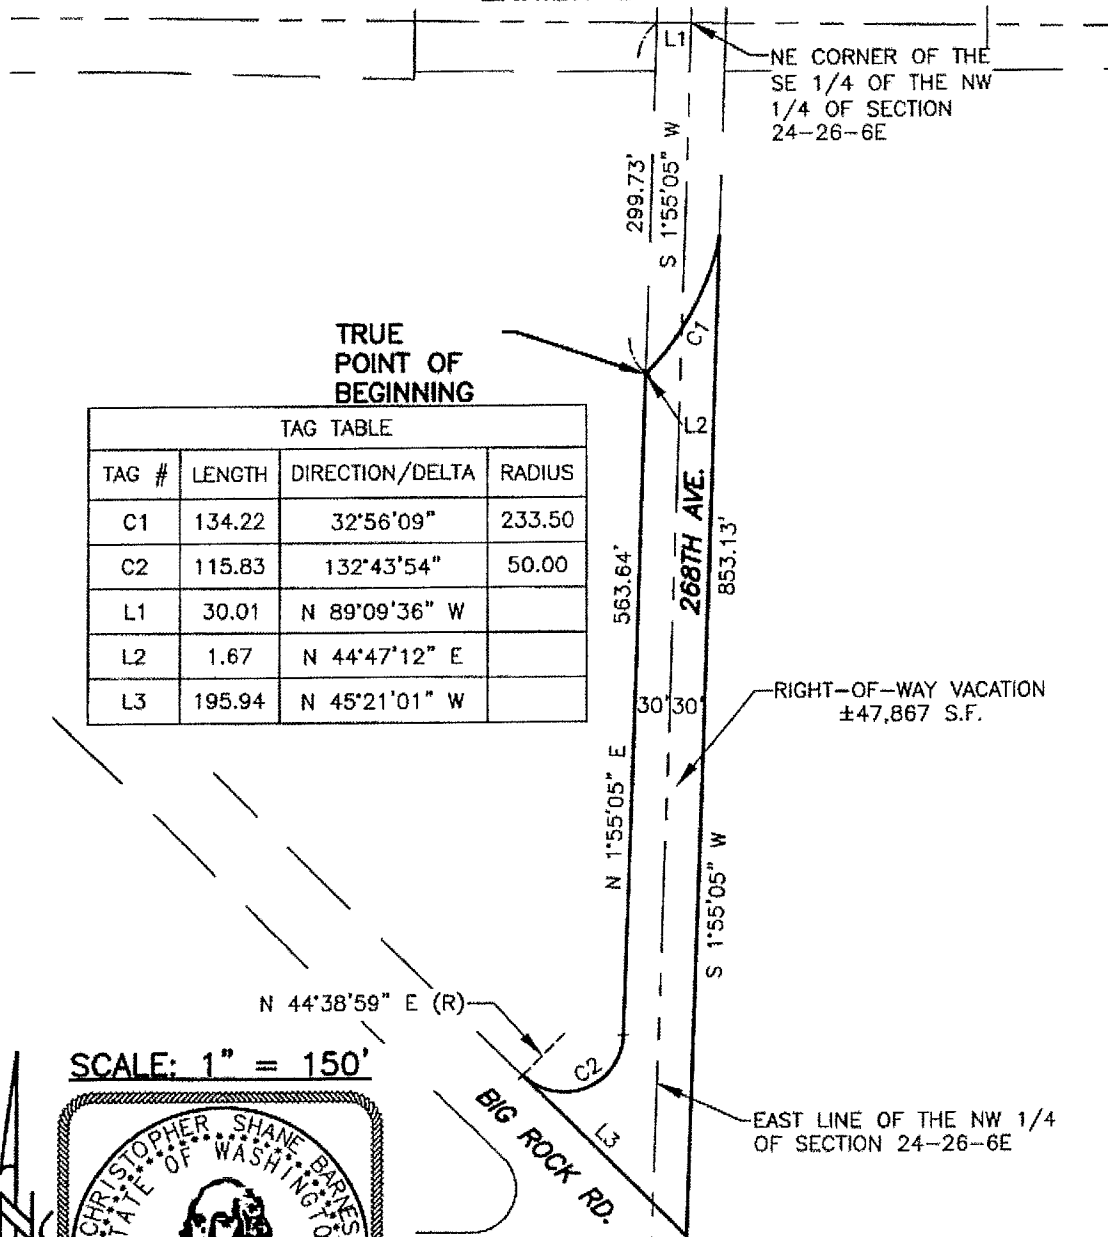 L1
NE CORNER OF THE
SE 1/4 OF THE NW
1/4 OF SECTION
24-26-6E
299.73'
S 1°55'05" W
TRUE
POINT OF
BEGINNING
C1
L2
TAG TABLE
TAG # LENGTH DIRECTION/DELTA RADIUS
C1 134.22 32°56'09" 233.50
C2 115.83 132°43'54" 50.00
L1 30.01 N 89°09'36" W
L2 1.67 N 44°47'12" E
L3 195.94 N 45°21'01" W
268TH AVE.
563.64'
853.13'
30' 30'
RIGHT-OF-WAY VACATION
±47,867 S.F.
N 1°55'05" E
S 1°55'05" W
N 44°38'59" E (R)
C2
L3
BIG ROCK RD.
EAST LINE OF THE NW 1/4
OF SECTION 24-26-6E
SCALE: 1" = 150'
CHRISTOPHER SHANE BARNES
STATE OF WASHINGTO
N